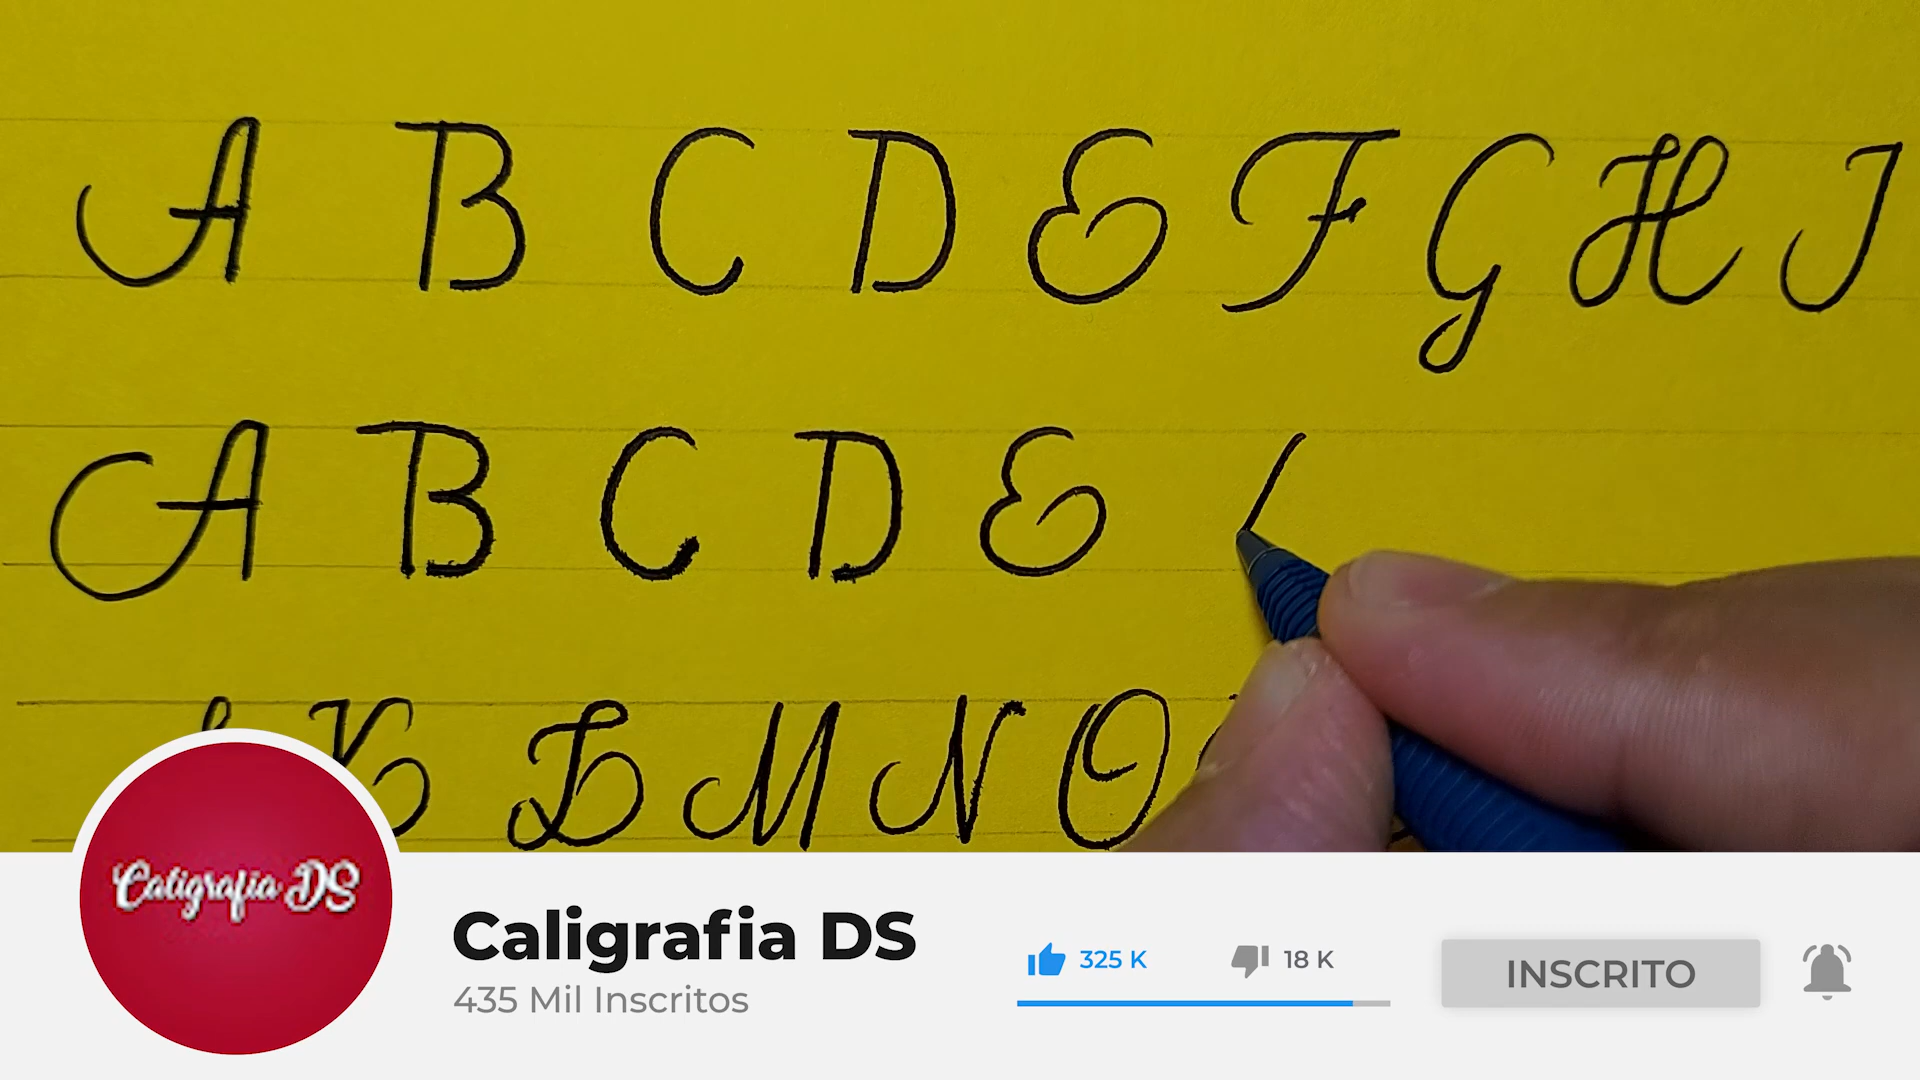 A B C D E F G H I
A B C D E
K L M N O
Caligrafia DS
Caligrafia DS
435 Mil Inscritos
325 K
18 K
INSCRITO